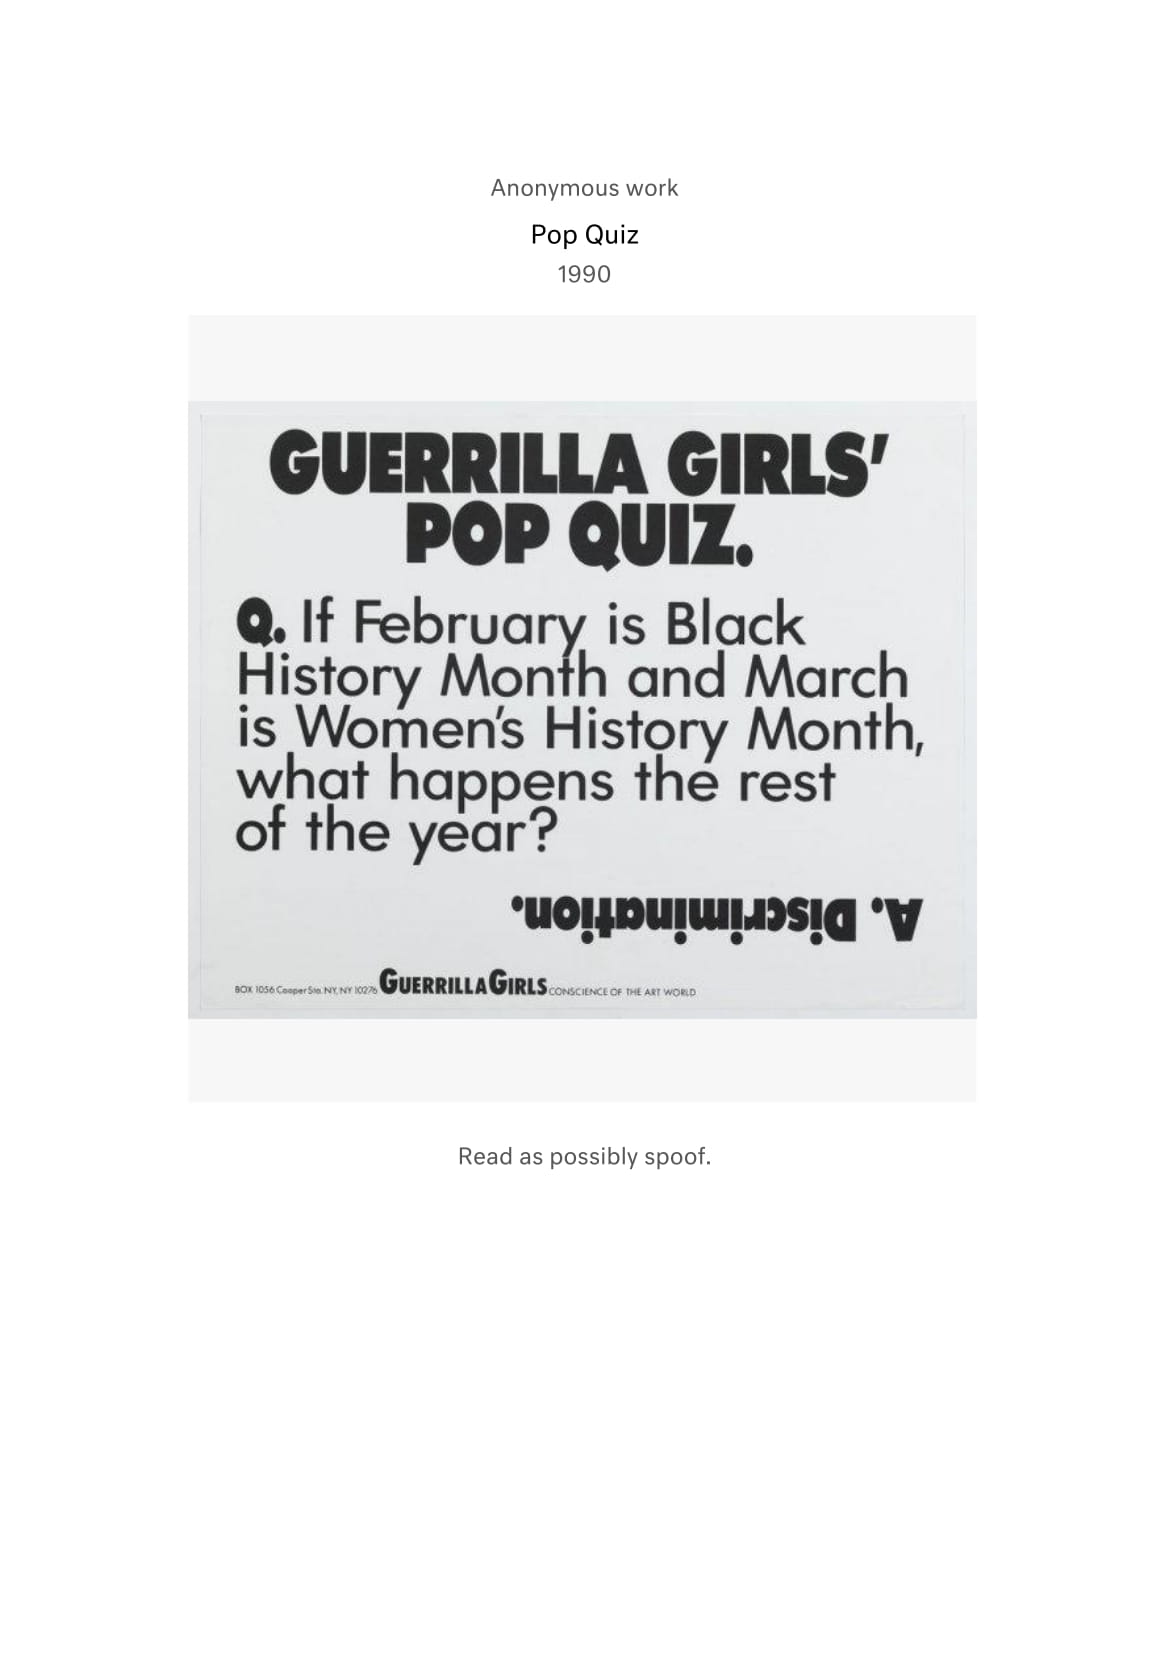 Anonymous work
Pop Quiz
1990
GUERRILLA GIRLS'
POP QUIZ.
Q. If February is Black
History Month and March
is Women's History Month,
what happens the rest
of the year?
A. Discrimination.
BOX 1056 Cooper Sta. NY, NY 10276 GUERRILLA GIRLS CONSCIENCE OF THE ART WORLD
Read as possibly spoof.